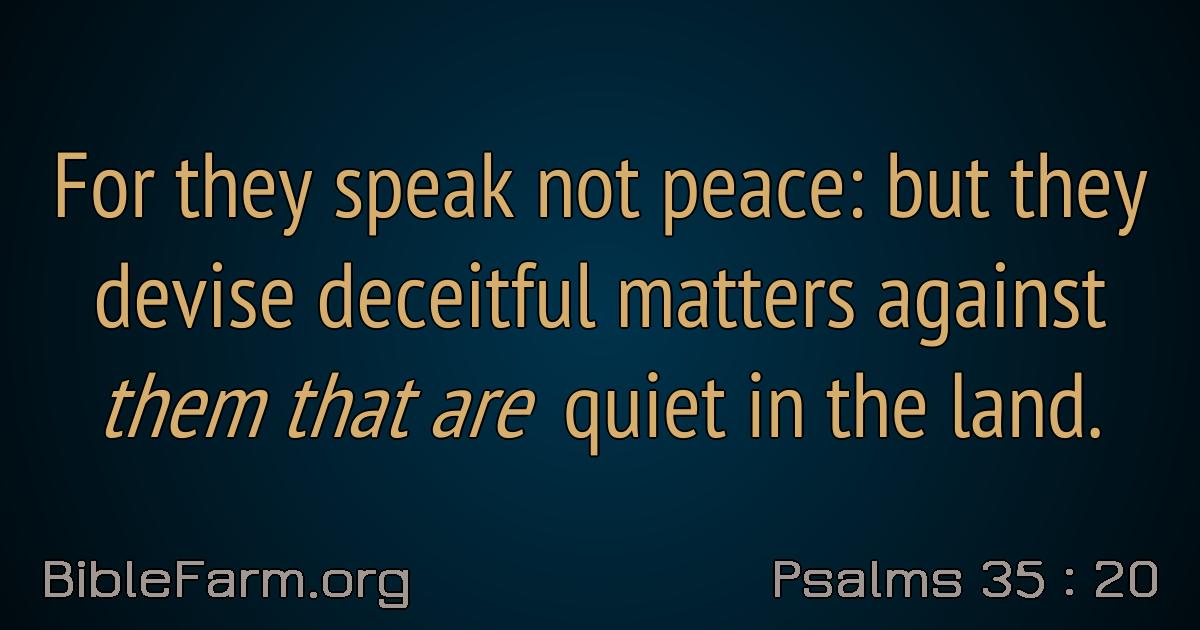 For they speak not peace: but they
devise deceitful matters against
them that are quiet in the land.
BibleFarm.org
Psalms 35 : 20